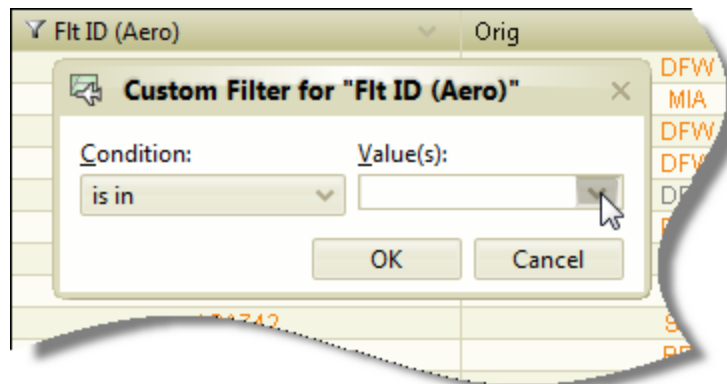 Flt ID (Aero) Orig
DFW
Custom Filter for "Flt ID (Aero)"
MIA
DFW
Condition: Value(s):
DFW
is in
OK Cancel